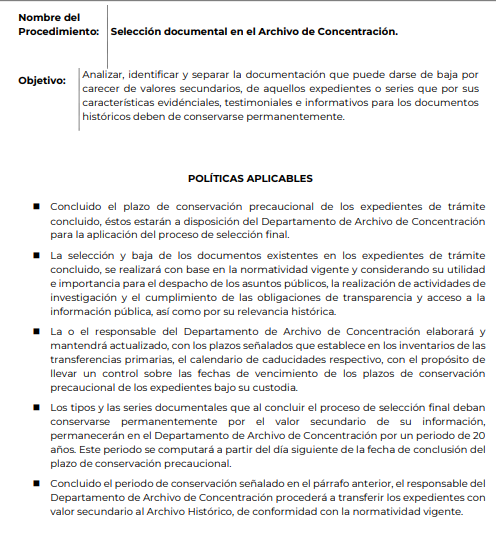 Nombre del
Procedimiento: Selección documental en el Archivo de Concentración.
Objetivo: Analizar, identificar y separar la documentación que puede darse de baja por
carecer de valores secundarios, de aquellos expedientes o series que por sus
características evidénciales, testimoniales e informativos para los documentos
históricos deben de conservarse permanentemente.
POLÍTICAS APLICABLES
■ Concluido el plazo de conservación precaucional de los expedientes de trámite
concluido, éstos estarán a disposición del Departamento de Archivo de Concentración
para la aplicación del proceso de selección final.
■ La selección y baja de los documentos existentes en los expedientes de trámite
concluido, se realizará con base en la normatividad vigente y considerando su utilidad
e importancia para el despacho de los asuntos públicos, la realización de actividades de
investigación y el cumplimiento de las obligaciones de transparencia y acceso a la
información pública, así como por su relevancia histórica.
■ La o el responsable del Departamento de Archivo de Concentración elaborará y
mantendrá actualizado, con los plazos señalados que establece en los inventarios de las
transferencias primarias, el calendario de caducidades respectivo, con el propósito de
llevar un control sobre las fechas de vencimiento de los plazos de conservación
precaucional de los expedientes bajo su custodia.
■ Los tipos y las series documentales que al concluir el proceso de selección final deban
conservarse permanentemente por el valor secundario de su información,
permanecerán en el Departamento de Archivo de Concentración por un periodo de 20
años. Este periodo se computará a partir del día siguiente de la fecha de conclusión del
plazo de conservación precaucional.
■ Concluido el periodo de conservación señalado en el párrafo anterior, el responsable del
Departamento de Archivo de Concentración procederá a transferir los expedientes con
valor secundario al Archivo Histórico, de conformidad con la normatividad vigente.